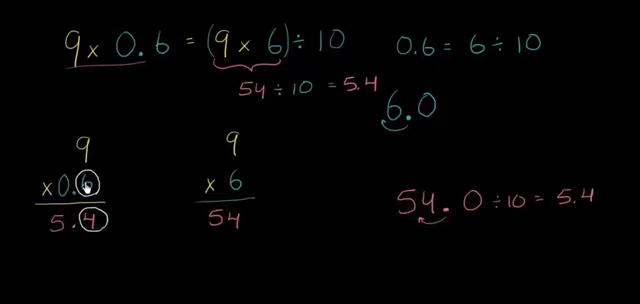 9 × 0.6 = (9 × 6) ÷ 10
0.6 = 6 ÷ 10
54 ÷ 10 = 5.4
6.0
9
× 0.6
5.4
9
× 6
54
54.0 ÷ 10 = 5.4